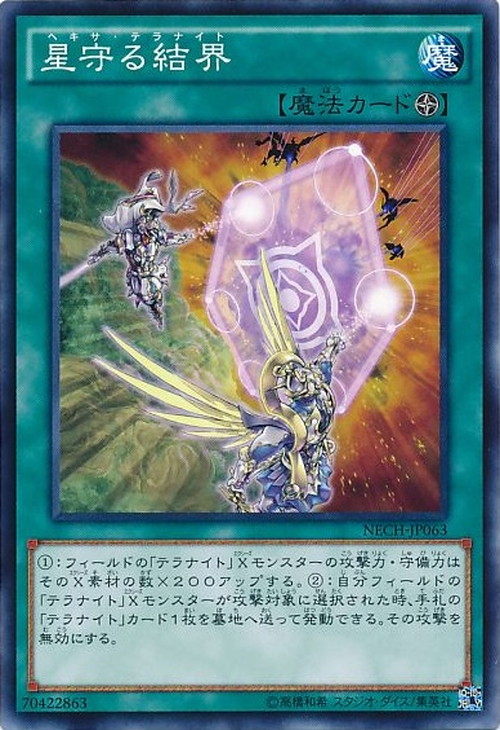 ヘキサ・テラナイト
星守る結界
魔
【魔法カード】
NECH-JP063
①:フィールドの「テラナイト」Xモンスターの攻撃力・守備力は
そのX素材の数×200アップする。②:自分フィールドの
「テラナイト」Xモンスターが攻撃対象に選択された時、手札の
「テラナイト」カード1枚を墓地へ送って発動できる。その攻撃を
無効にする。
70422863
©高橋和希 スタジオ・ダイス/集英社